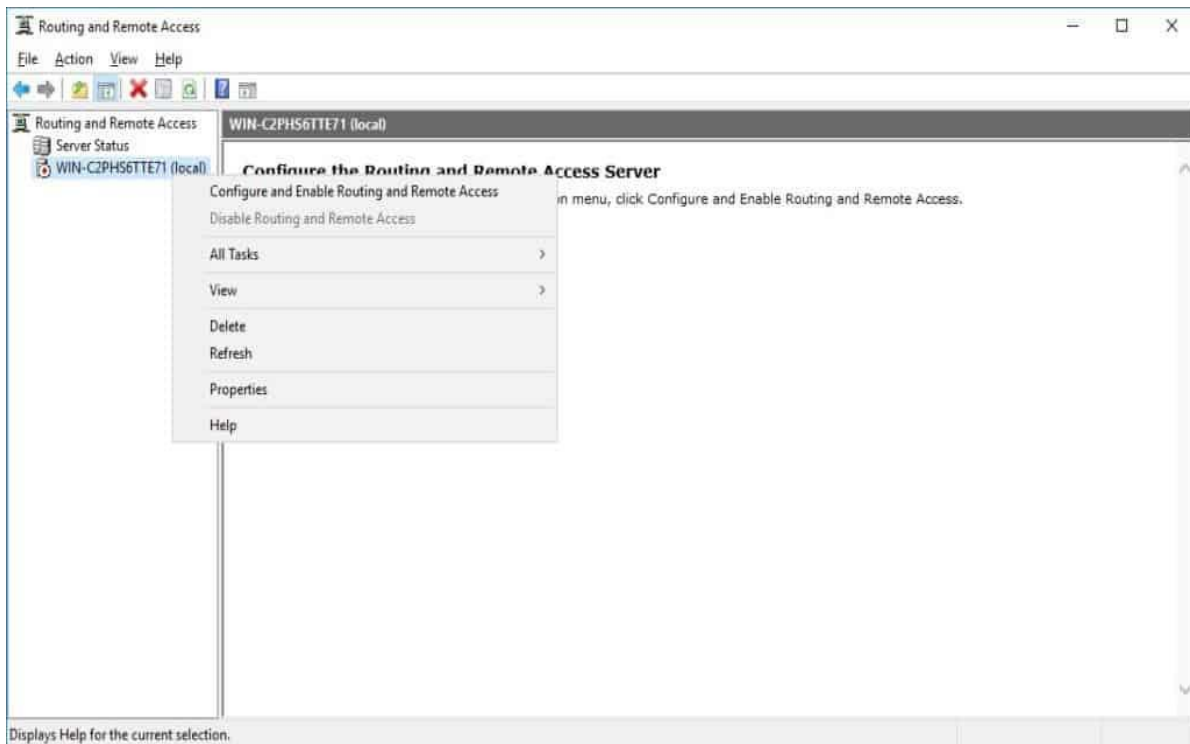 Routing and Remote Access
File Action View Help
Routing and Remote Access
Server Status
WIN-C2PHS6TTE71 (local)
WIN-C2PHS6TTE71 (local)
Configure the Routing and Remote Access Server
n menu, click Configure and Enable Routing and Remote Access.
Configure and Enable Routing and Remote Access
Disable Routing and Remote Access
All Tasks
View
Delete
Refresh
Properties
Help
Displays Help for the current selection.